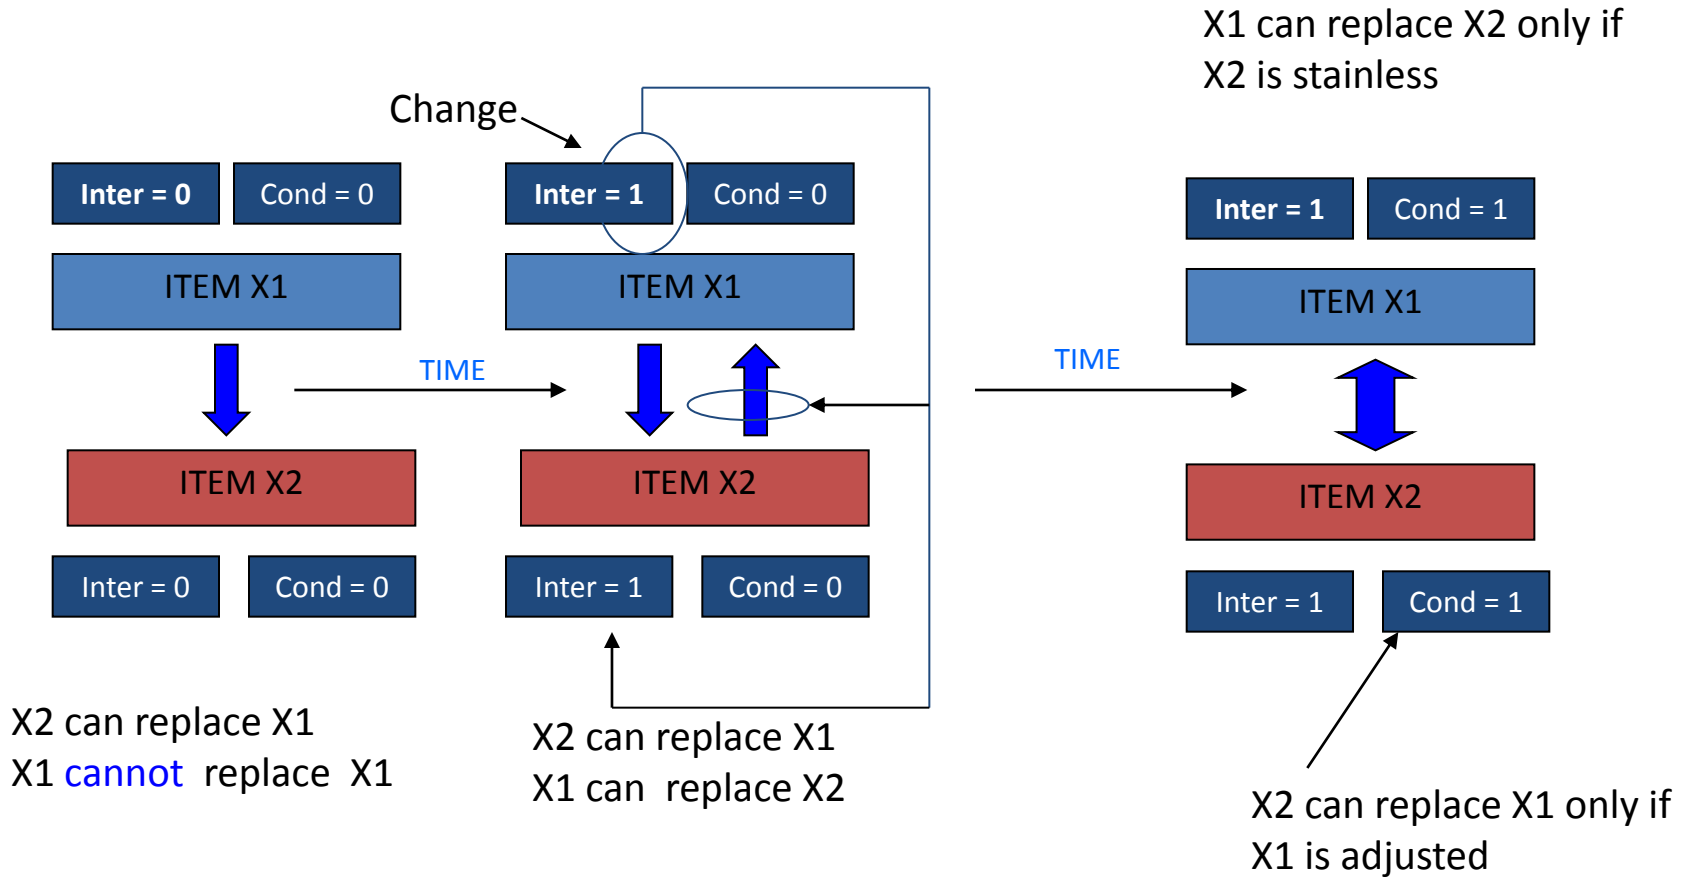 X1 can replace X2 only if
X2 is stainless
Change
Inter = 0
Cond = 0
Inter = 1
Cond = 0
Inter = 1
Cond = 1
ITEM X1
ITEM X1
ITEM X1
TIME
TIME
ITEM X2
ITEM X2
ITEM X2
Inter = 0
Cond = 0
Inter = 1
Cond = 0
Inter = 1
Cond = 1
X2 can replace X1
X1 cannot replace X1
X2 can replace X1
X1 can replace X2
X2 can replace X1 only if
X1 is adjusted